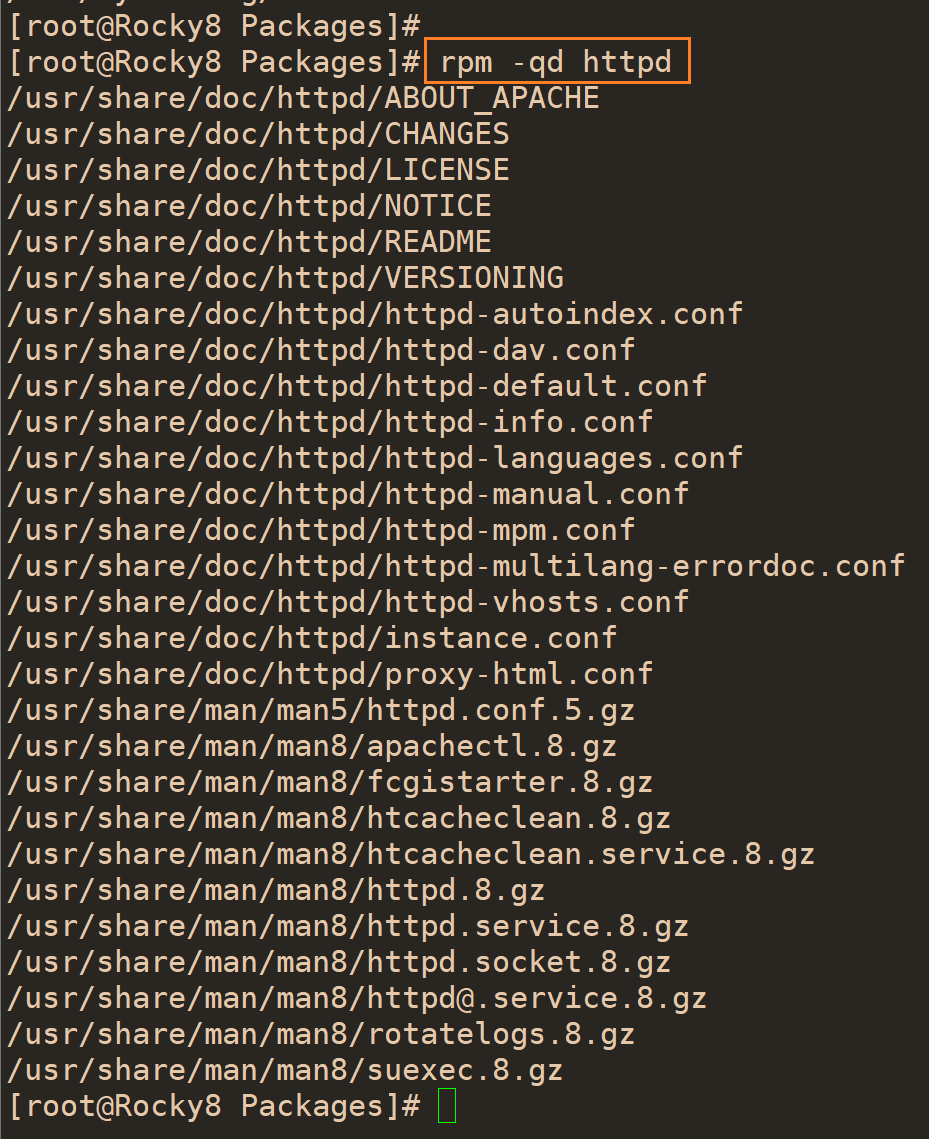 [root@Rocky8 Packages]#
[root@Rocky8 Packages]# rpm -qd httpd
/usr/share/doc/httpd/ABOUT_APACHE
/usr/share/doc/httpd/CHANGES
/usr/share/doc/httpd/LICENSE
/usr/share/doc/httpd/NOTICE
/usr/share/doc/httpd/README
/usr/share/doc/httpd/VERSIONING
/usr/share/doc/httpd/httpd-autoindex.conf
/usr/share/doc/httpd/httpd-dav.conf
/usr/share/doc/httpd/httpd-default.conf
/usr/share/doc/httpd/httpd-info.conf
/usr/share/doc/httpd/httpd-languages.conf
/usr/share/doc/httpd/httpd-manual.conf
/usr/share/doc/httpd/httpd-mpm.conf
/usr/share/doc/httpd/httpd-multilang-errordoc.conf
/usr/share/doc/httpd/httpd-vhosts.conf
/usr/share/doc/httpd/instance.conf
/usr/share/doc/httpd/proxy-html.conf
/usr/share/man/man5/httpd.conf.5.gz
/usr/share/man/man8/apachectl.8.gz
/usr/share/man/man8/fcgistarter.8.gz
/usr/share/man/man8/htcacheclean.8.gz
/usr/share/man/man8/htcacheclean.service.8.gz
/usr/share/man/man8/httpd.8.gz
/usr/share/man/man8/httpd.service.8.gz
/usr/share/man/man8/httpd.socket.8.gz
/usr/share/man/man8/httpd@.service.8.gz
/usr/share/man/man8/rotatelogs.8.gz
/usr/share/man/man8/suexec.8.gz
[root@Rocky8 Packages]#